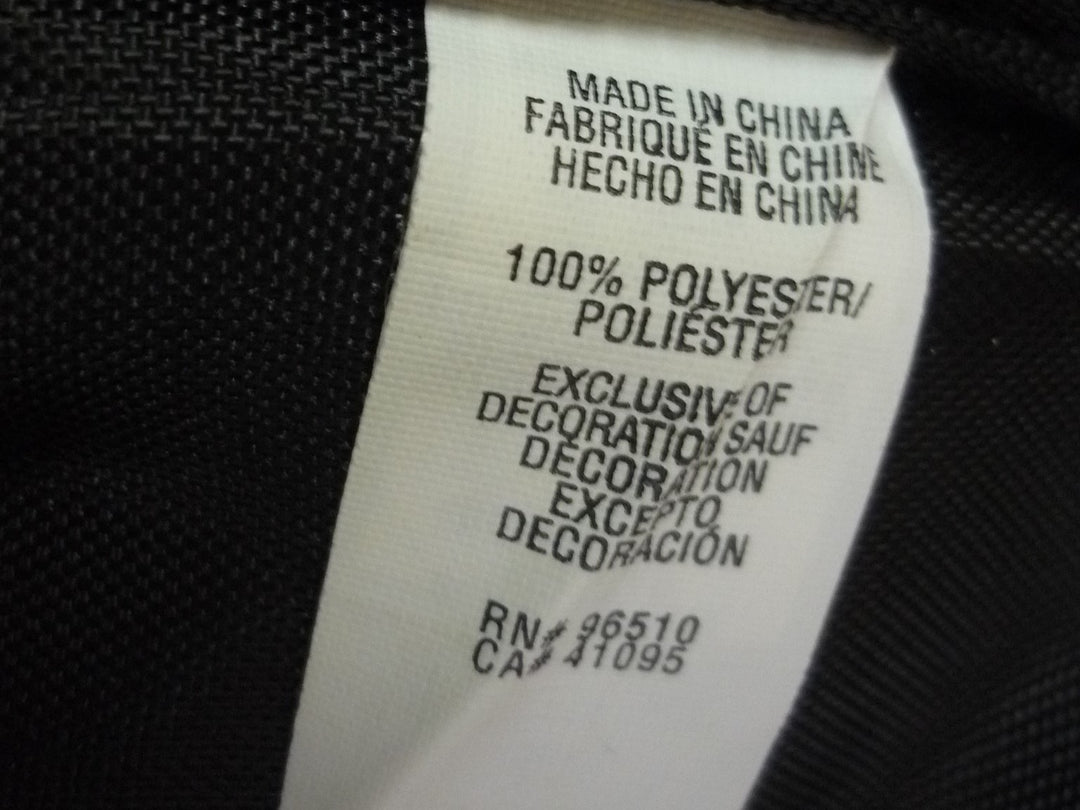 MADE IN CHINA
FABRIQUÉ EN CHINE
HECHO EN CHINA
100% POLYESTER/
POLIÉSTER
EXCLUSIVE OF
DECORATION SAUF
DÉCORATION
EXCEPTO
DECORACIÓN
RN# 96510
CA# 41095